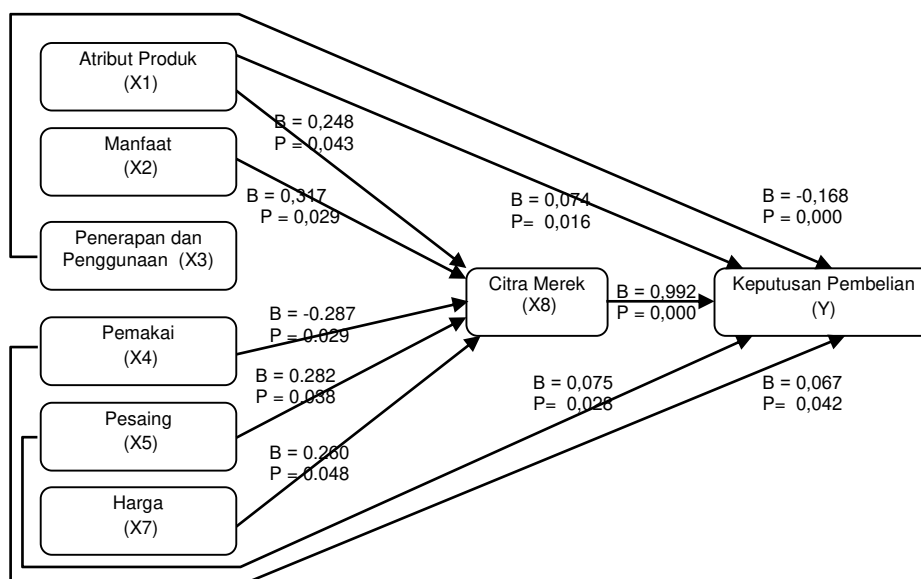 Atribut Produk
(X1)
B = 0,248
P = 0,043
Manfaat
(X2)
B = 0,317
P = 0,029
B = 0,074
P= 0,016
B = -0,168
P = 0,000
Penerapan dan
Penggunaan (X3)
Citra Merek
(X8)
B = 0,992
P = 0,000
Keputusan Pembelian
(Y)
Pemakai
(X4)
B = -0.287
P = 0.029
Pesaing
(X5)
B = 0.282
P = 0.038
B = 0,075
P= 0,028
B = 0,067
P= 0,042
Harga
(X7)
B = 0.260
P = 0.048